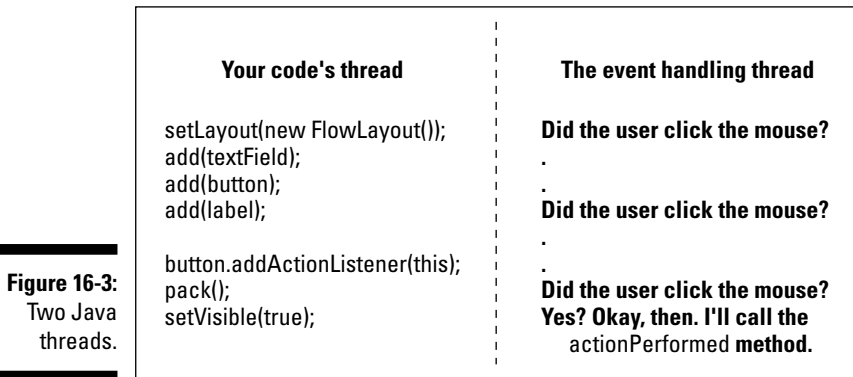 Your code's thread
setLayout(new FlowLayout());
add(textField);
add(button);
add(label);
button.addActionListener(this);
pack();
setVisible(true);
The event handling thread
Did the user click the mouse?
.
.
Did the user click the mouse?
.
.
Did the user click the mouse?
Yes? Okay, then. I'll call the
actionPerformed method.
Figure 16-3:
Two Java
threads.